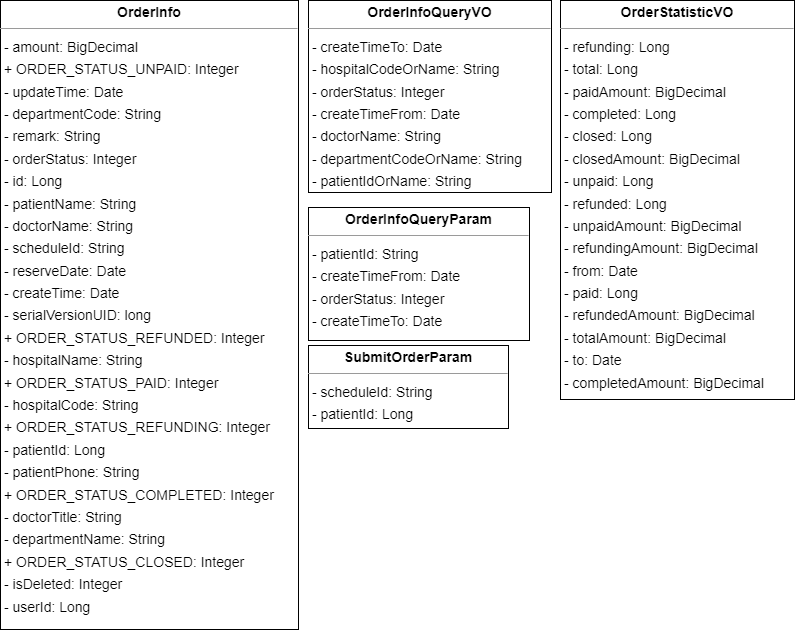 OrderInfo
- amount: BigDecimal
+ ORDER_STATUS_UNPAID: Integer
- updateTime: Date
- departmentCode: String
- remark: String
- orderStatus: Integer
- id: Long
- patientName: String
- doctorName: String
- scheduleId: String
- reserveDate: Date
- createTime: Date
- serialVersionUID: long
+ ORDER_STATUS_REFUNDED: Integer
- hospitalName: String
+ ORDER_STATUS_PAID: Integer
- hospitalCode: String
+ ORDER_STATUS_REFUNDING: Integer
- patientId: Long
- patientPhone: String
+ ORDER_STATUS_COMPLETED: Integer
- doctorTitle: String
- departmentName: String
+ ORDER_STATUS_CLOSED: Integer
- isDeleted: Integer
- userId: Long
OrderInfoQueryVO
- createTimeTo: Date
- hospitalCodeOrName: String
- orderStatus: Integer
- createTimeFrom: Date
- doctorName: String
- departmentCodeOrName: String
- patientIdOrName: String
OrderInfoQueryParam
- patientId: String
- createTimeFrom: Date
- orderStatus: Integer
- createTimeTo: Date
SubmitOrderParam
- scheduleId: String
- patientId: Long
OrderStatisticVO
- refunding: Long
- total: Long
- paidAmount: BigDecimal
- completed: Long
- closed: Long
- closedAmount: BigDecimal
- unpaid: Long
- refunded: Long
- unpaidAmount: BigDecimal
- refundingAmount: BigDecimal
- from: Date
- paid: Long
- refundedAmount: BigDecimal
- totalAmount: BigDecimal
- to: Date
- completedAmount: BigDecimal